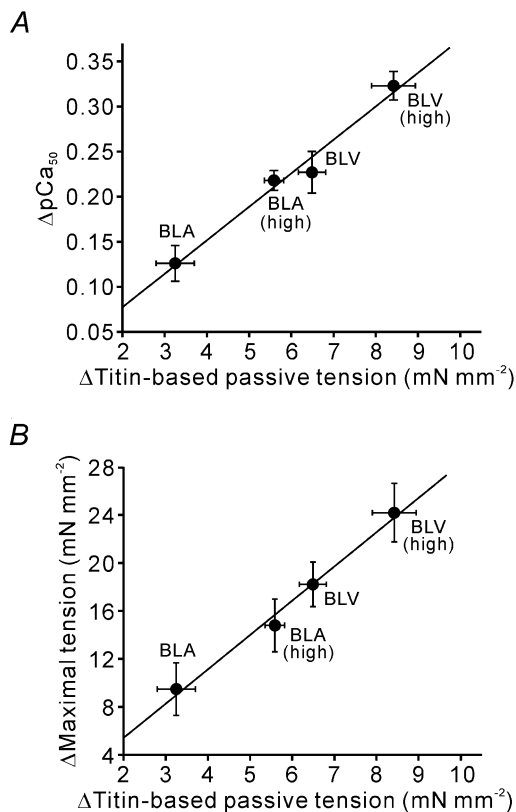 A
0.35
0.30
0.25
0.20
0.15
0.10
0.05
ΔpCa₅₀
BLV
(high)
BLV
BLA
(high)
BLA
2 3 4 5 6 7 8 9 10
ΔTitin-based passive tension (mN mm⁻²)
B
28
24
20
16
12
8
4
ΔMaximal tension (mN mm⁻²)
BLV
(high)
BLV
BLA
(high)
BLA
2 3 4 5 6 7 8 9 10
ΔTitin-based passive tension (mN mm⁻²)